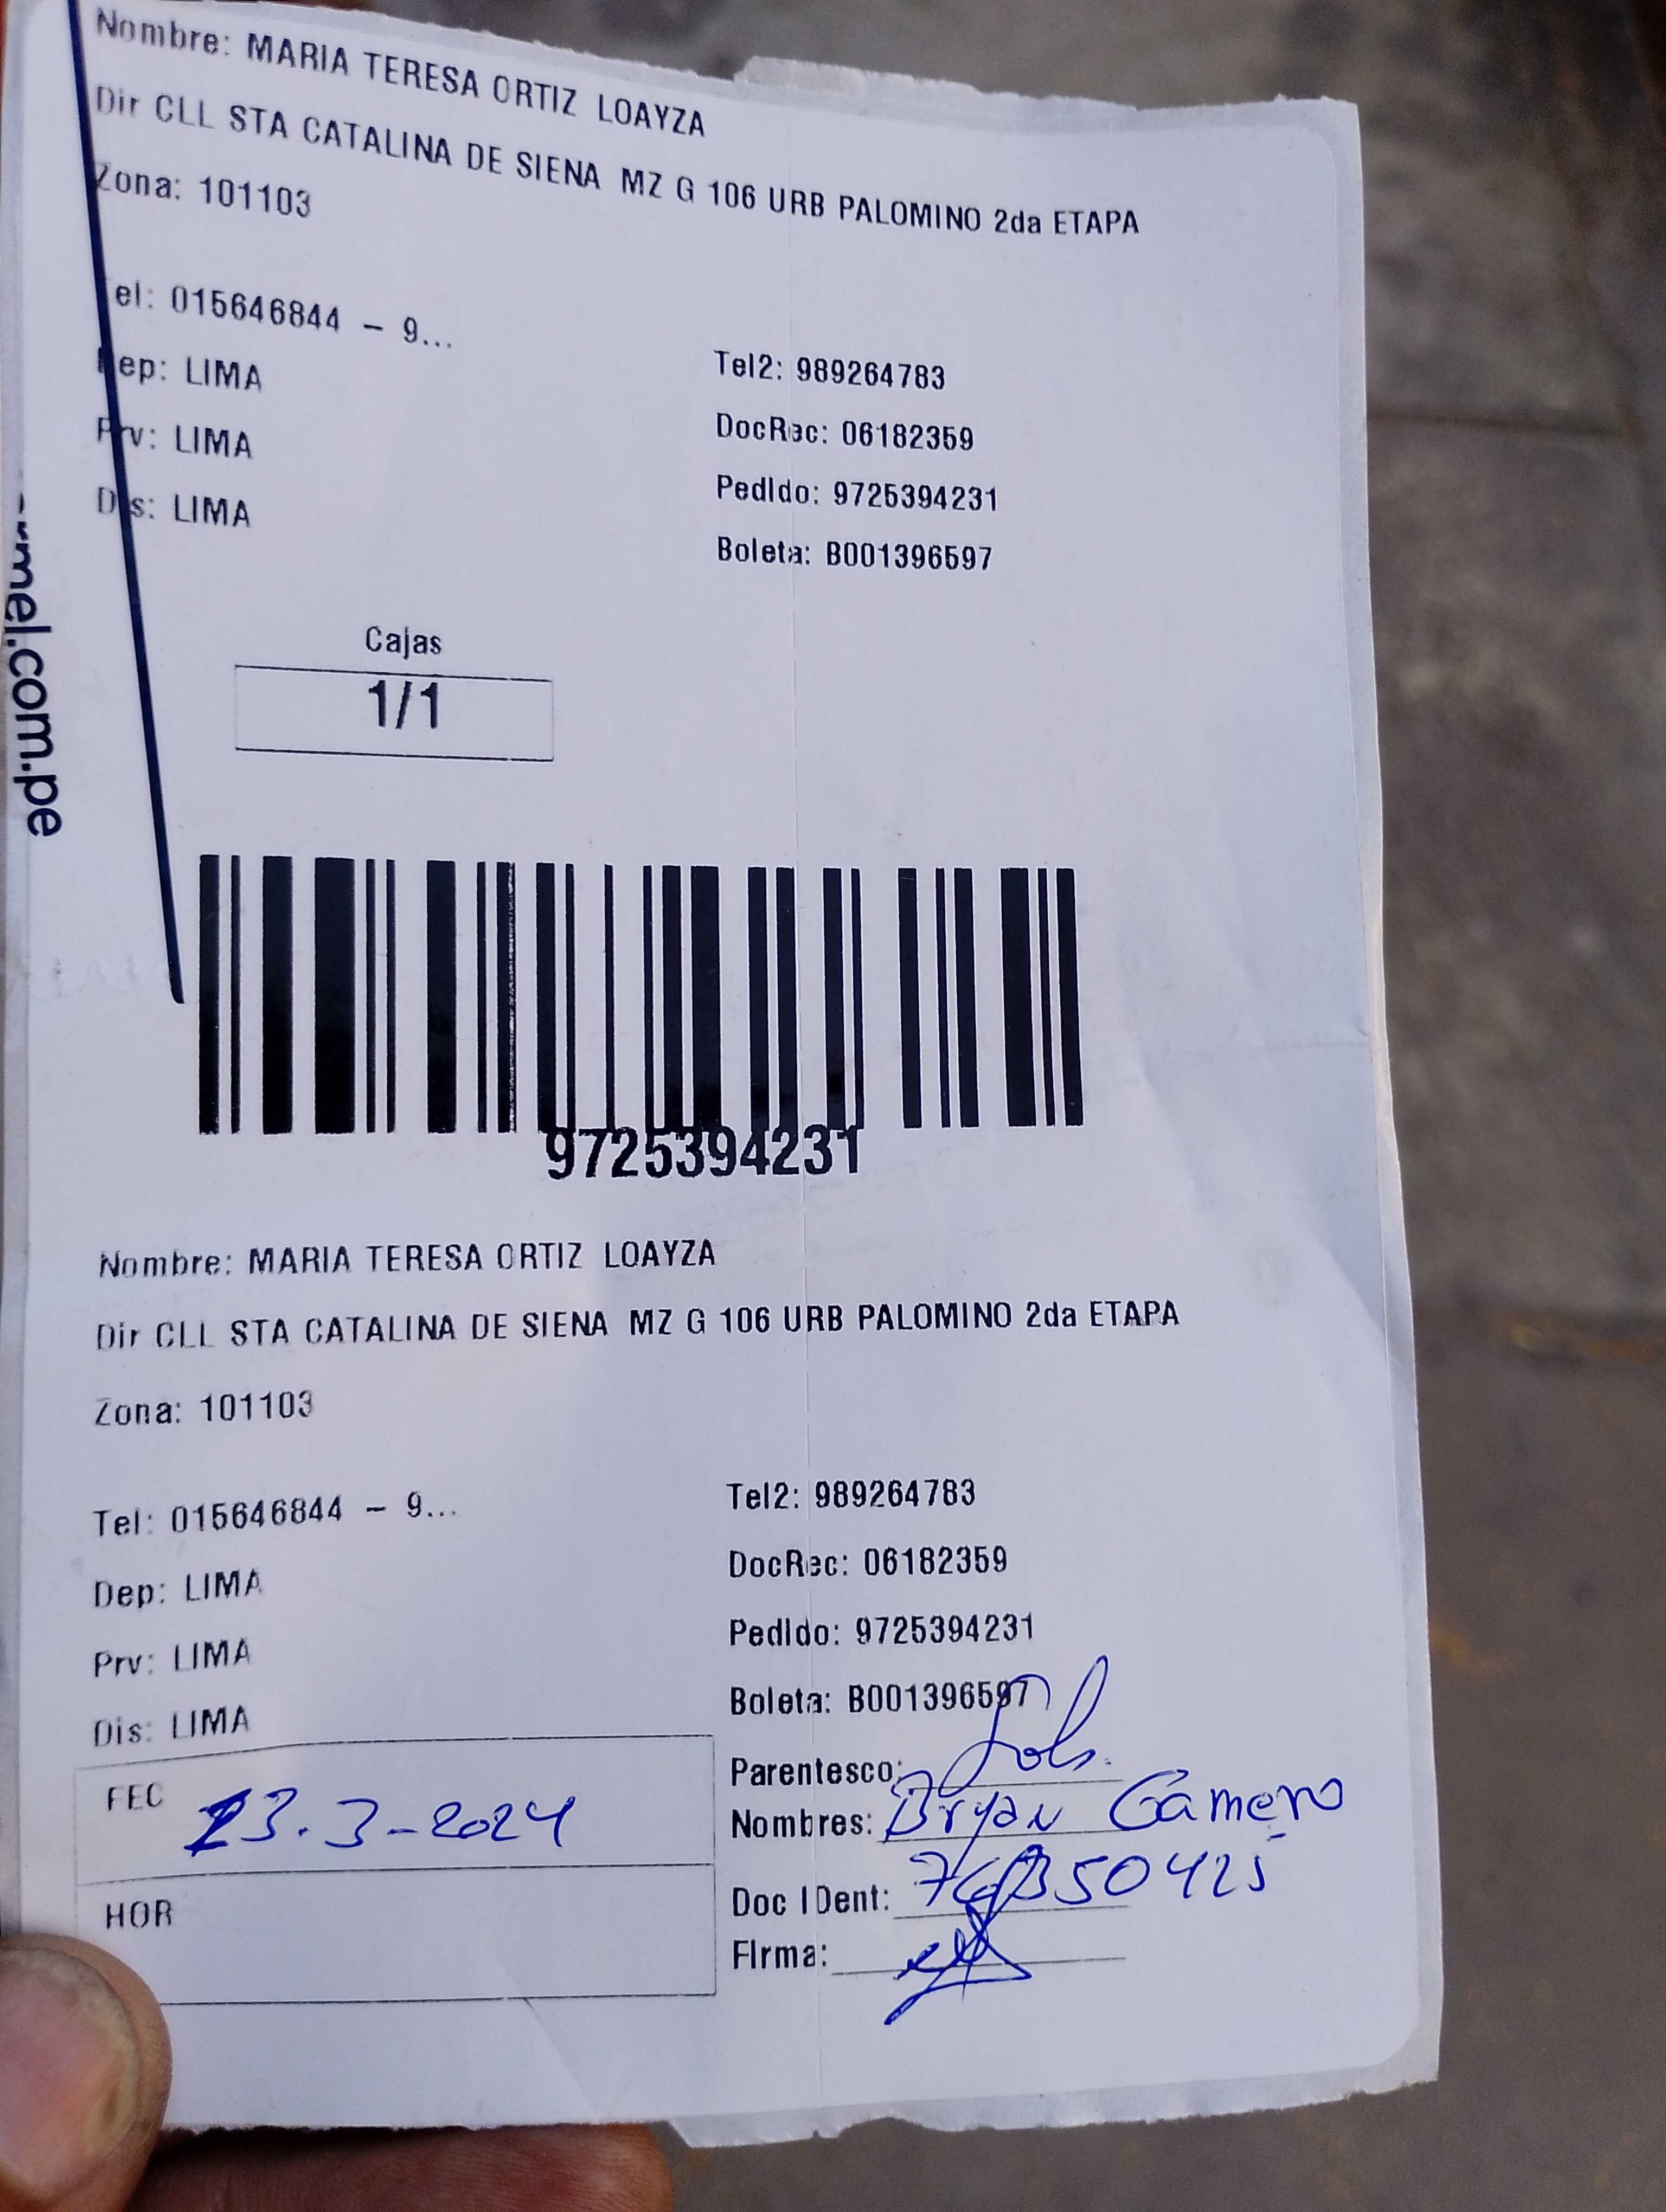 Nombre: MARIA TERESA ORTIZ LOAYZA
Dir CLL STA CATALINA DE SIENA MZ G 106 URB PALOMINO 2da ETAPA
Zona: 101103
Tel: 015646844 - 9...
Tel2: 989264783
Dep: LIMA
DocRec: 06182359
Prv: LIMA
PedIdo: 9725394231
Dis: LIMA
Boleta: B001396597
mel.com.pe
Cajas
1/1
9725394231
Nombre: MARIA TERESA ORTIZ LOAYZA
Dir CLL STA CATALINA DE SIENA MZ G 106 URB PALOMINO 2da ETAPA
Zona: 101103
Tel: 015646844 - 9...
Tel2: 989264783
Dep: LIMA
DocRec: 06182359
Prv: LIMA
PedIdo: 9725394231
Dis: LIMA
Boleta: B001396597
FEC 23.3-2024
HOR
Parentesco:
Nombres: Bryan Gamero
Doc IDent:
FIrma: